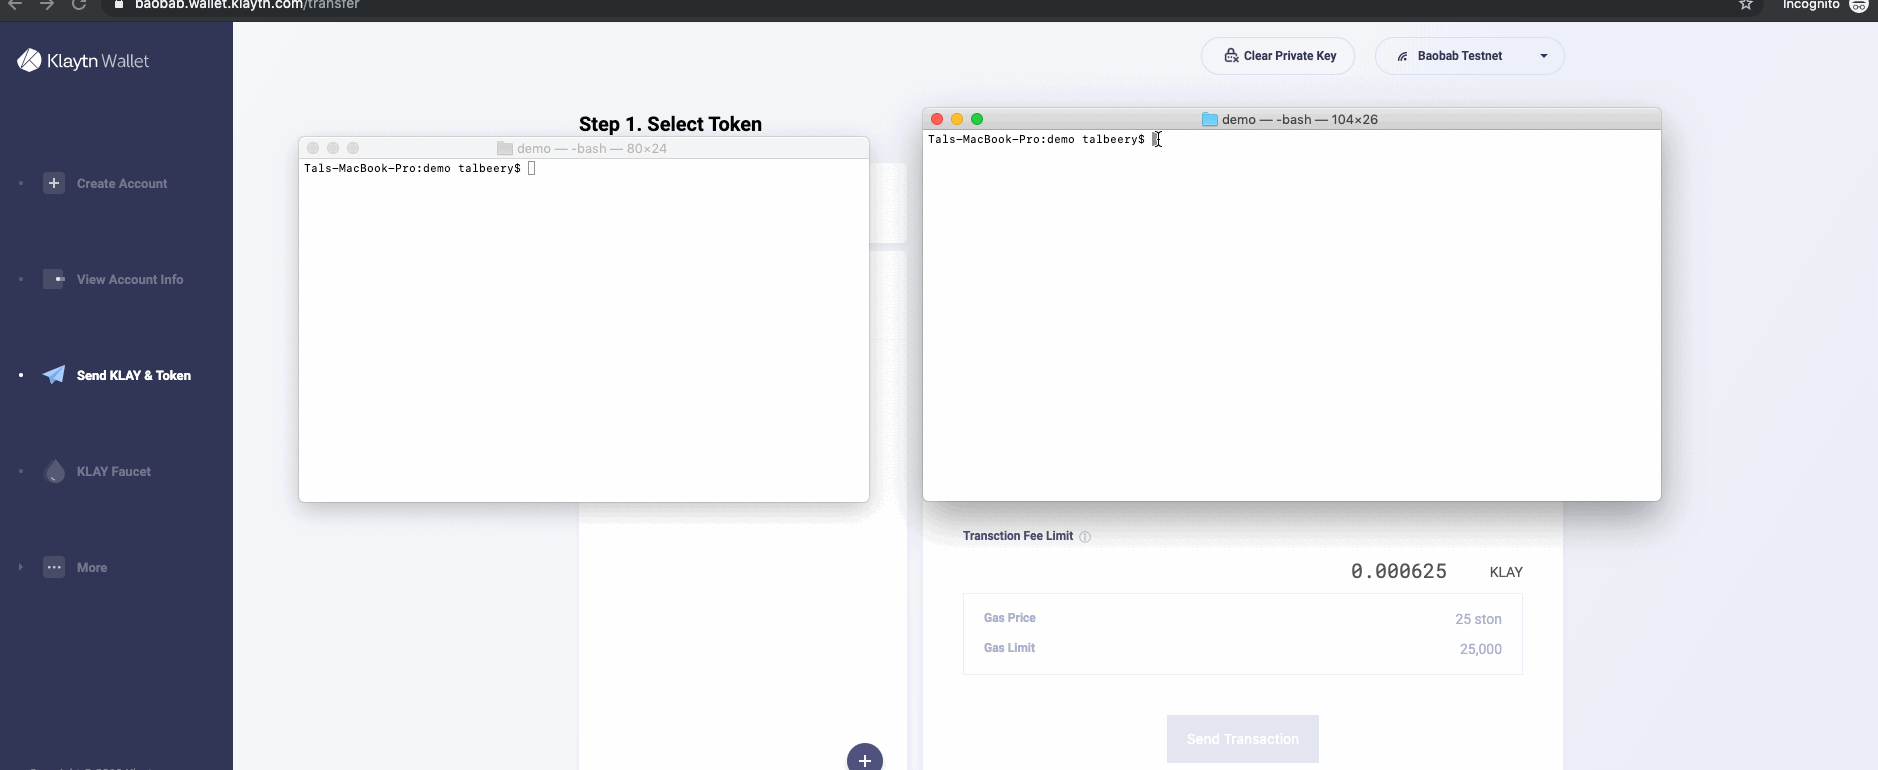 baobab.wallet.klaytn.com/transfer
Incognito
Klaytn Wallet
Clear Private Key
Baobab Testnet
Step 1. Select Token
demo — -bash — 80×24
Tals-MacBook-Pro:demo talbeery$
demo — -bash — 104×26
Tals-MacBook-Pro:demo talbeery$
Create Account
View Account Info
Send KLAY & Token
KLAY Faucet
More
Transction Fee Limit
0.000625 KLAY
Gas Price 25 ston
Gas Limit 25,000
Send Transaction